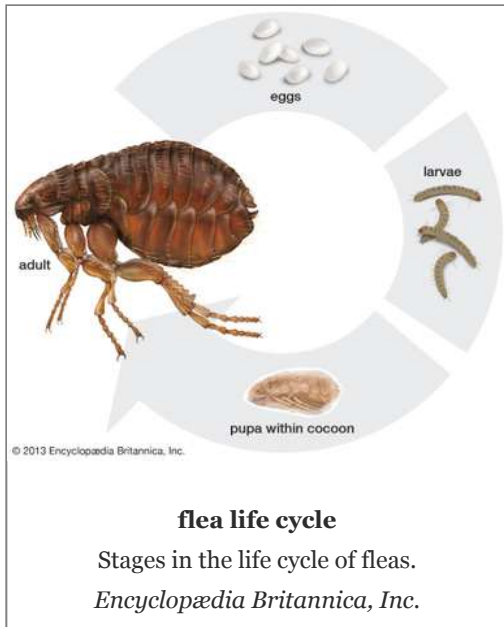 eggs
larvae
adult
pupa within cocoon
© 2013 Encyclopædia Britannica, Inc.
flea life cycle
Stages in the life cycle of fleas.
Encyclopædia Britannica, Inc.